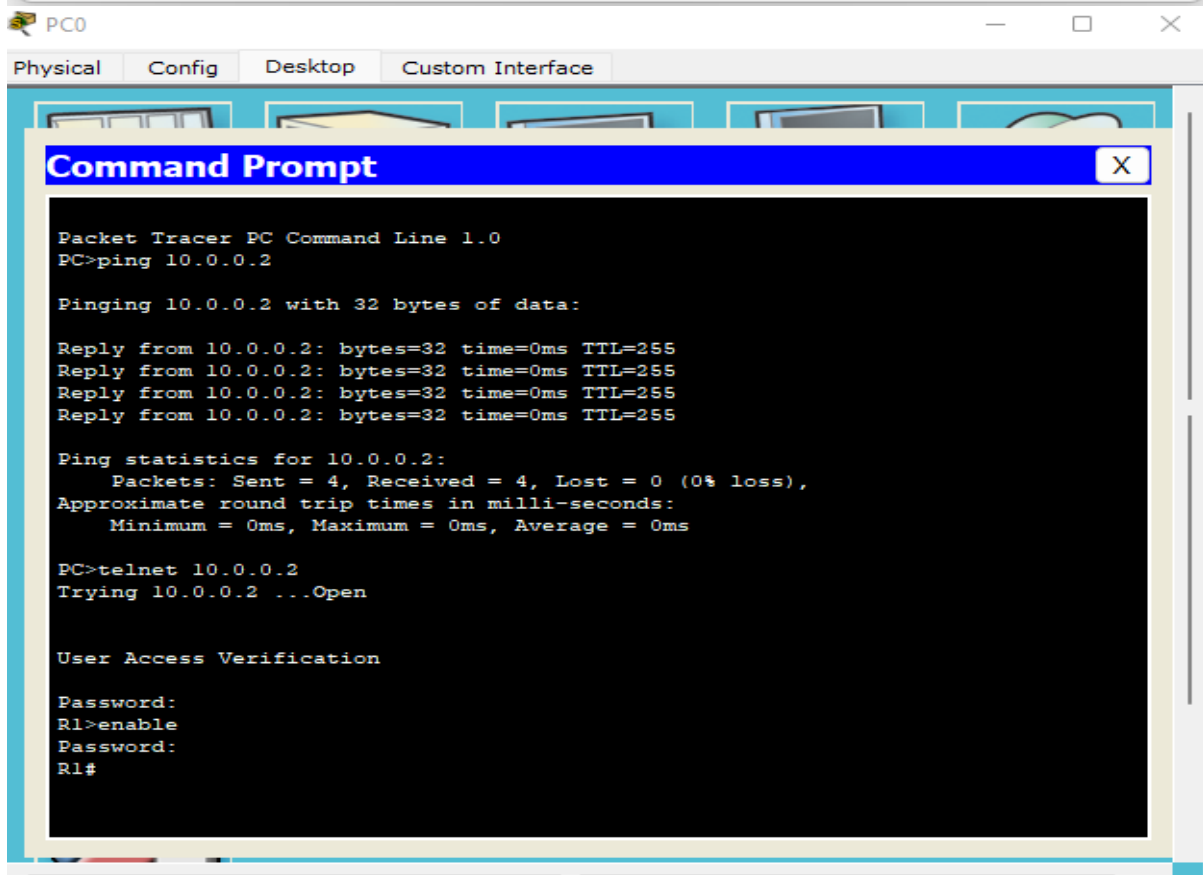 PC0
Physical Config Desktop Custom Interface
Command Prompt X
Packet Tracer PC Command Line 1.0
PC>ping 10.0.0.2
Pinging 10.0.0.2 with 32 bytes of data:
Reply from 10.0.0.2: bytes=32 time=0ms TTL=255
Reply from 10.0.0.2: bytes=32 time=0ms TTL=255
Reply from 10.0.0.2: bytes=32 time=0ms TTL=255
Reply from 10.0.0.2: bytes=32 time=0ms TTL=255
Ping statistics for 10.0.0.2:
    Packets: Sent = 4, Received = 4, Lost = 0 (0% loss),
Approximate round trip times in milli-seconds:
    Minimum = 0ms, Maximum = 0ms, Average = 0ms
PC>telnet 10.0.0.2
Trying 10.0.0.2 ...Open
User Access Verification
Password:
R1>enable
Password:
R1#